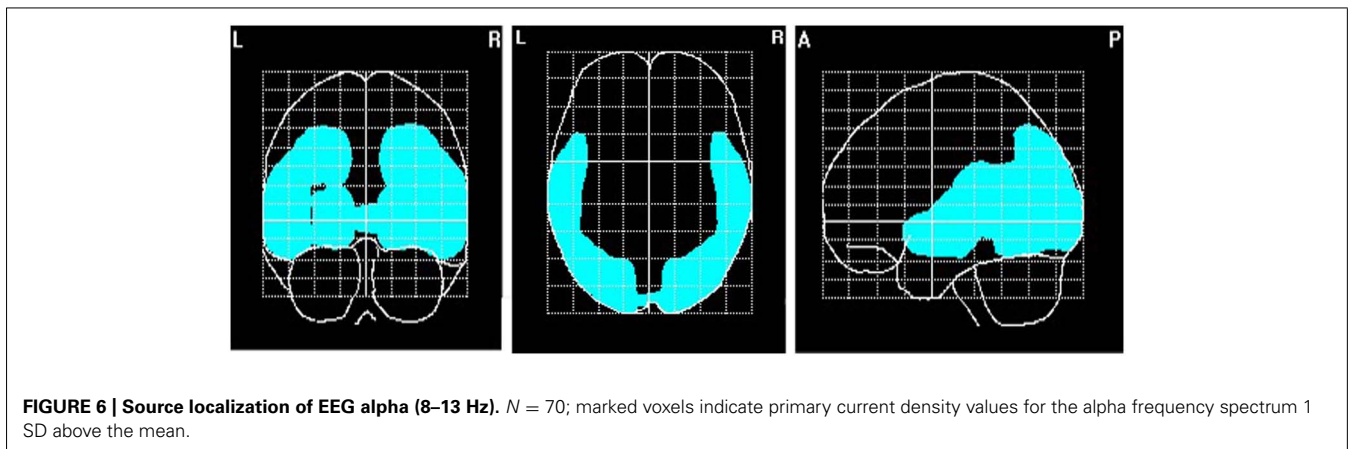 L R L R A P
FIGURE 6 | Source localization of EEG alpha (8–13 Hz). N = 70; marked voxels indicate primary current density values for the alpha frequency spectrum 1
SD above the mean.